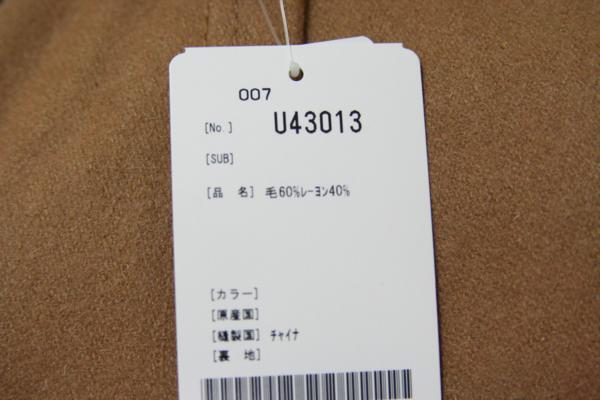 007
[No.] U43013
[SUB]
[品 名] 毛60%ﾚｰﾖﾝ40%
[カラー]
[原産国]
[縫製国] ﾁｬｲﾅ
[裏 地]